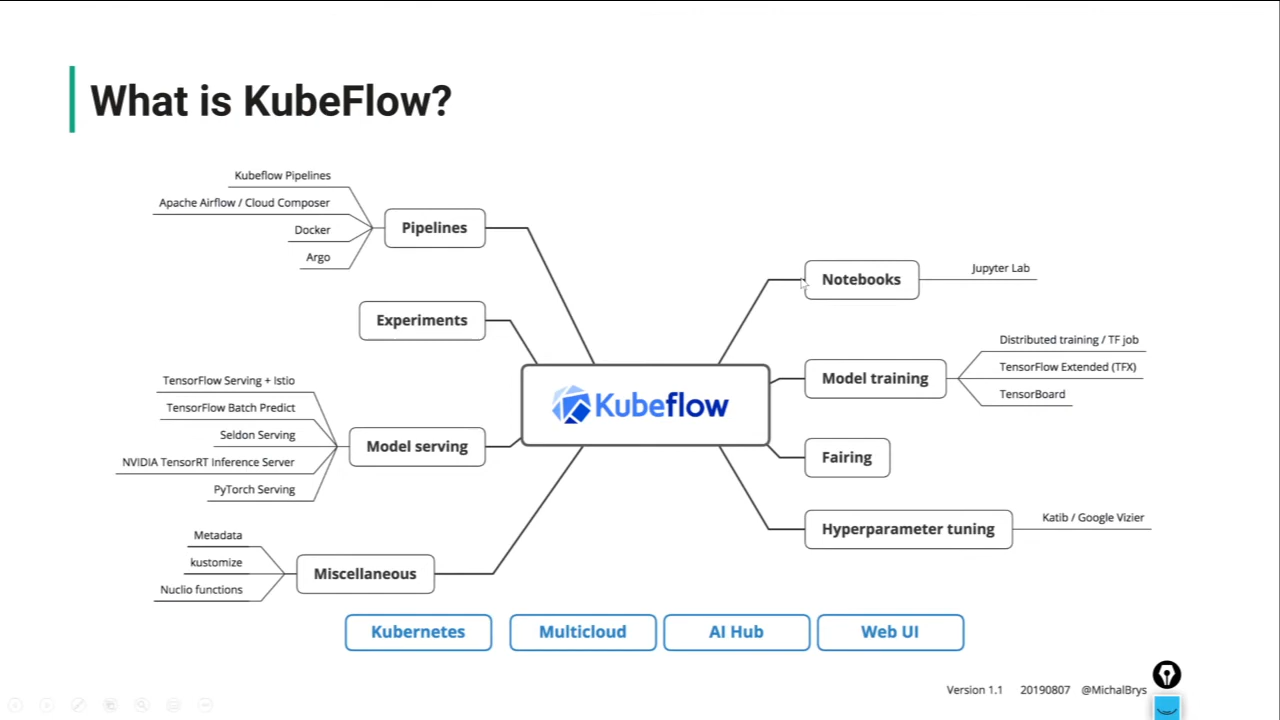 What is KubeFlow?
Kubeflow Pipelines
Apache Airflow / Cloud Composer
Docker
Argo
Pipelines
Experiments
TensorFlow Serving + Istio
TensorFlow Batch Predict
Seldon Serving
NVIDIA TensorRT Inference Server
PyTorch Serving
Model serving
Metadata
kustomize
Nuclio functions
Miscellaneous
Kubeflow
Notebooks
Jupyter Lab
Model training
Distributed training / TF job
TensorFlow Extended (TFX)
TensorBoard
Fairing
Hyperparameter tuning
Katib / Google Vizier
Kubernetes
Multicloud
AI Hub
Web UI
Version 1.1 20190807 @MichalBrys